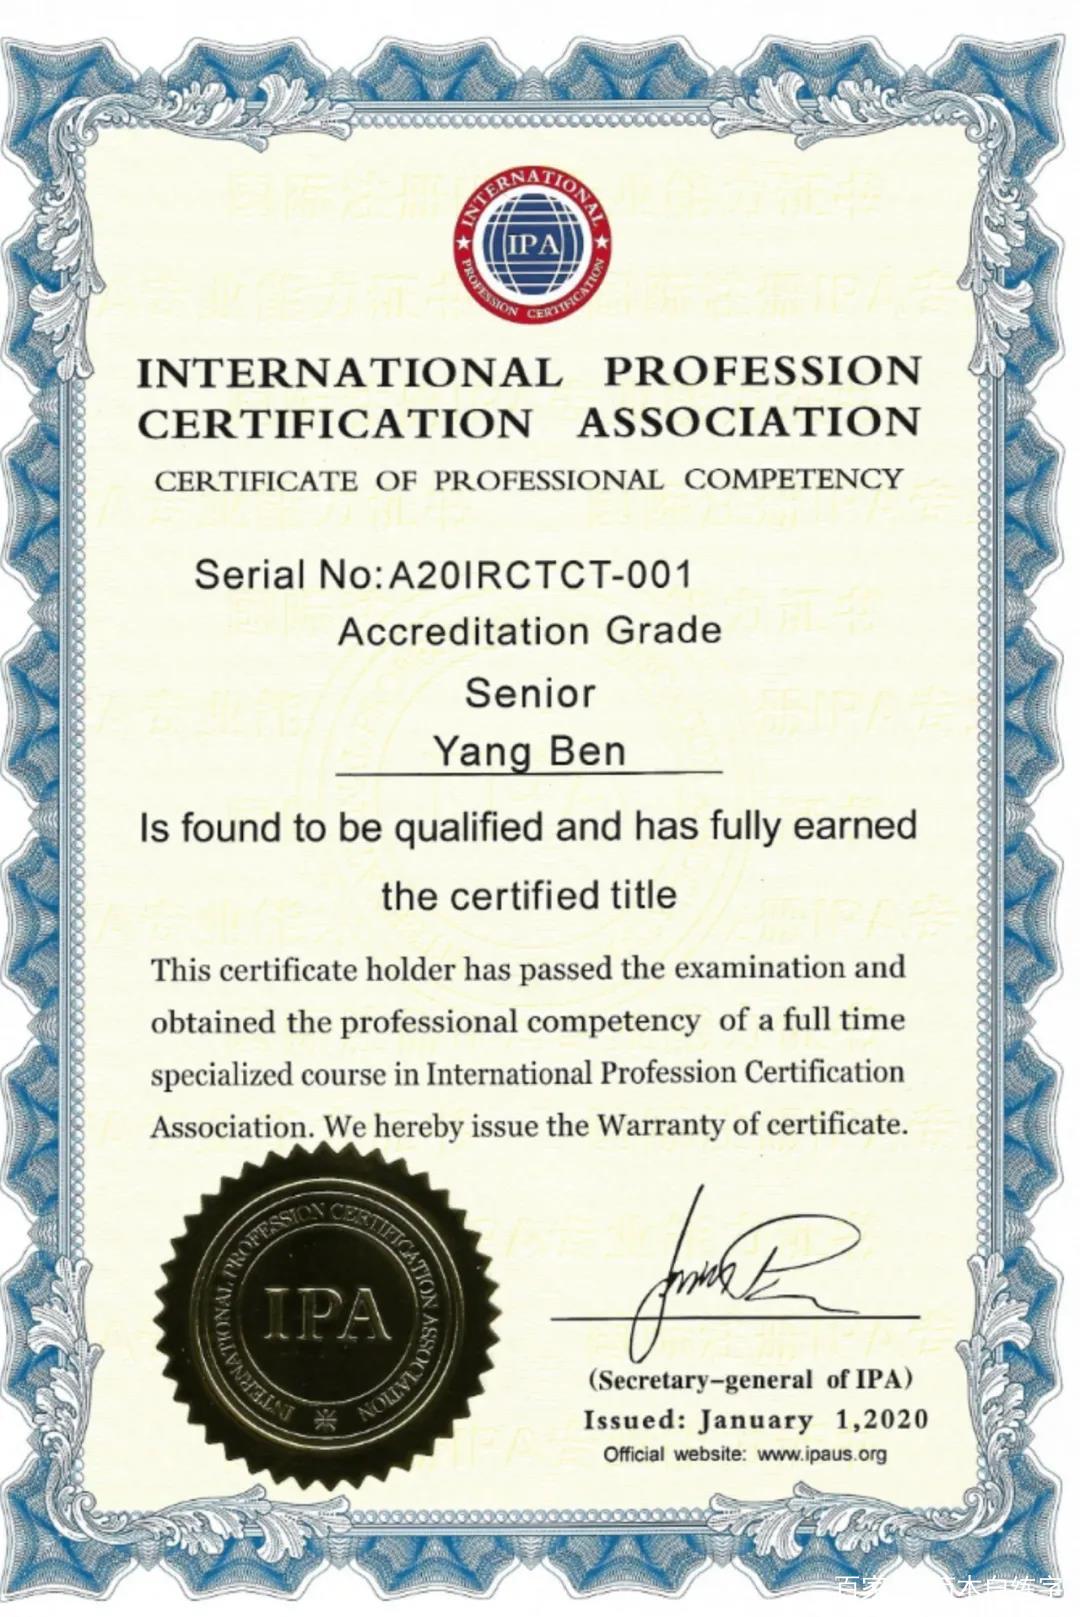 INTERNATIONAL
IPA
PROFESSION CERTIFICATION
INTERNATIONAL PROFESSION
CERTIFICATION ASSOCIATION
CERTIFICATE OF PROFESSIONAL COMPETENCY
Serial No:A20IRCTCT-001
Accreditation Grade
Senior
Yang Ben
Is found to be qualified and has fully earned
the certified title
This certificate holder has passed the examination and
obtained the professional competency of a full time
specialized course in International Profession Certification
Association. We hereby issue the Warranty of certificate.
INTERNATIONAL PROFESSION CERTIFICATION ASSOCIATION
IPA
(Secretary-general of IPA)
Issued: January 1,2020
Official website: www.ipaus.org